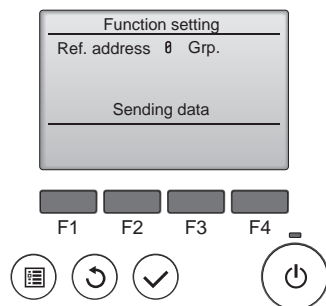 Function setting
Ref. address 0 Grp.
Sending data
F1 F2 F3 F4